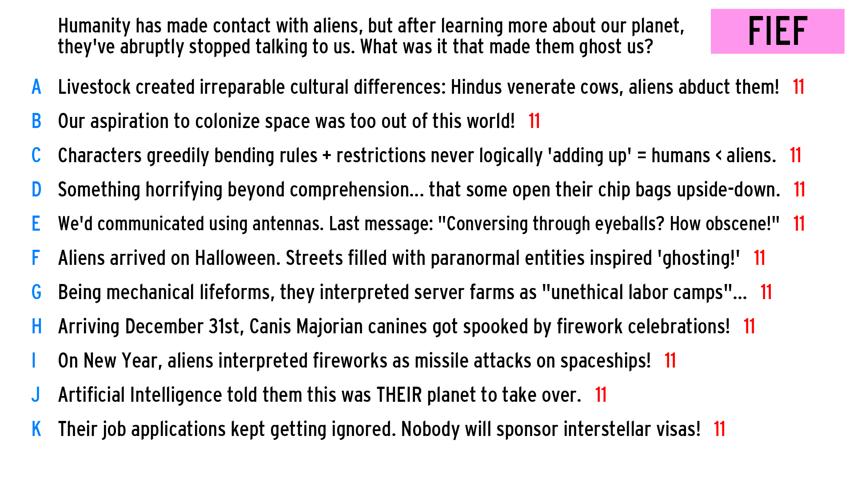 Humanity has made contact with aliens, but after learning more about our planet,
they've abruptly stopped talking to us. What was it that made them ghost us?
FIEF
A Livestock created irreparable cultural differences: Hindus venerate cows, aliens abduct them! 11
B Our aspiration to colonize space was too out of this world! 11
C Characters greedily bending rules + restrictions never logically 'adding up' = humans < aliens. 11
D Something horrifying beyond comprehension... that some open their chip bags upside-down. 11
E We'd communicated using antennas. Last message: "Conversing through eyeballs? How obscene!" 11
F Aliens arrived on Halloween. Streets filled with paranormal entities inspired 'ghosting!' 11
G Being mechanical lifeforms, they interpreted server farms as "unethical labor camps"... 11
H Arriving December 31st, Canis Majorian canines got spooked by firework celebrations! 11
I On New Year, aliens interpreted fireworks as missile attacks on spaceships! 11
J Artificial Intelligence told them this was THEIR planet to take over. 11
K Their job applications kept getting ignored. Nobody will sponsor interstellar visas! 11